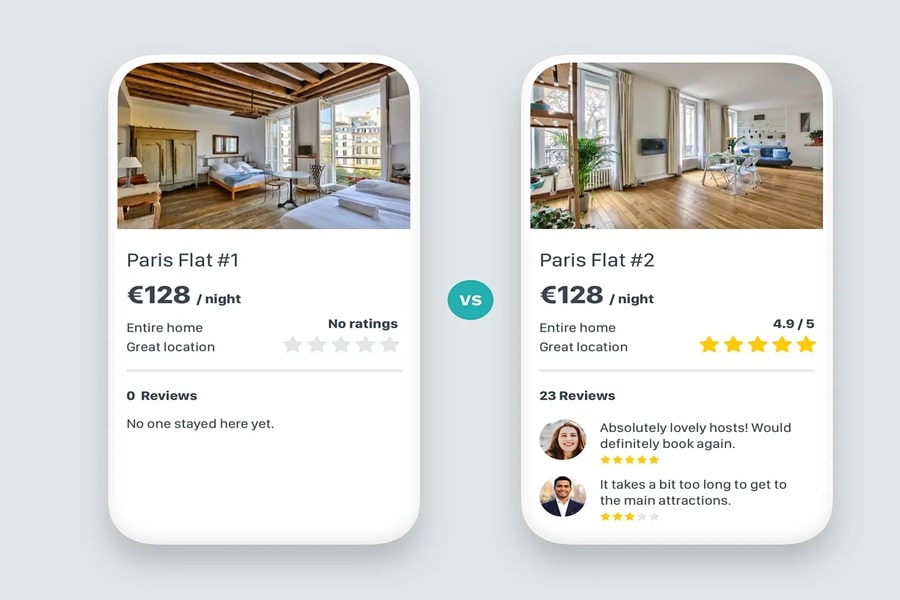 Paris Flat #1
€128 / night
Entire home
No ratings
Great location
0 Reviews
No one stayed here yet.
VS
Paris Flat #2
€128 / night
Entire home
4.9 / 5
Great location
23 Reviews
Absolutely lovely hosts! Would
definitely book again.
It takes a bit too long to get to
the main attractions.